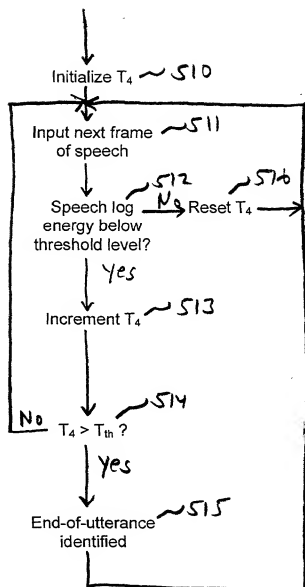 Initialize T4 510
Input next frame 511
of speech
512 516
Speech log No Reset T4
energy below
threshold level?
Yes
Increment T4 513
514
No T4 > Tth ?
Yes
End-of-utterance 515
identified